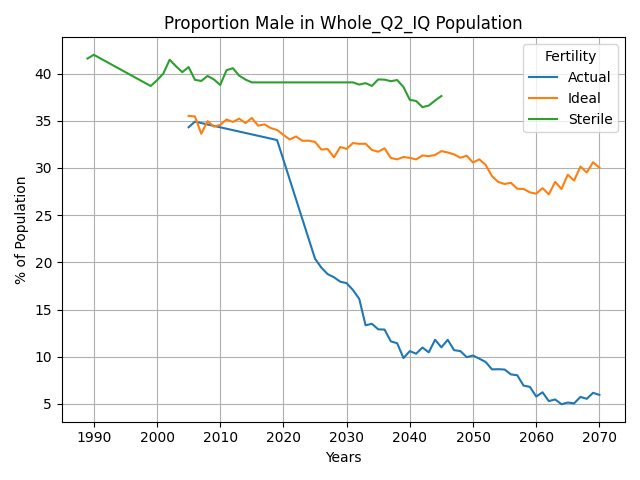 Proportion Male in Whole_Q2_IQ Population
Fertility
Actual
Ideal
Sterile
% of Population
40
35
30
25
20
15
10
5
1990 2000 2010 2020 2030 2040 2050 2060 2070
Years